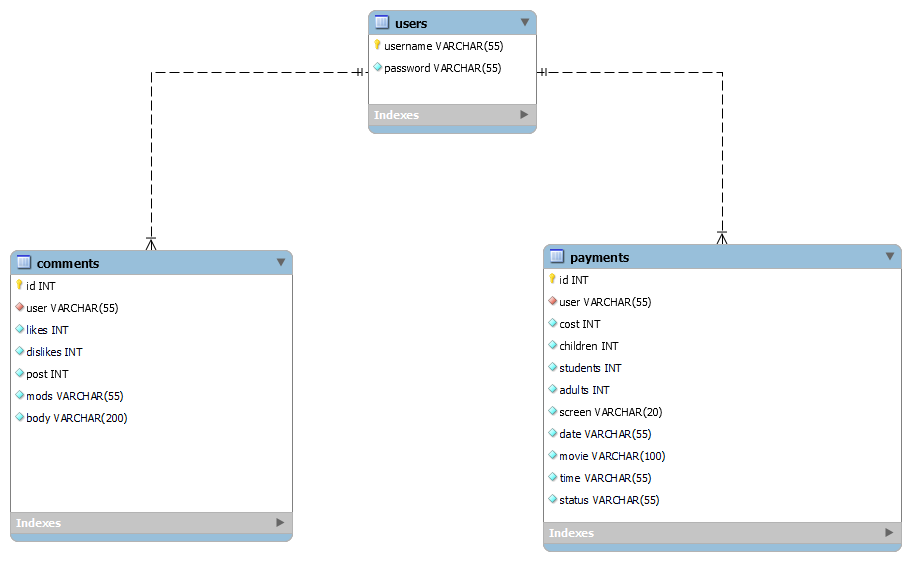 users
username VARCHAR(55)
password VARCHAR(55)
Indexes
comments
id INT
user VARCHAR(55)
likes INT
dislikes INT
post INT
mods VARCHAR(55)
body VARCHAR(200)
Indexes
payments
id INT
user VARCHAR(55)
cost INT
children INT
students INT
adults INT
screen VARCHAR(20)
date VARCHAR(55)
movie VARCHAR(100)
time VARCHAR(55)
status VARCHAR(55)
Indexes